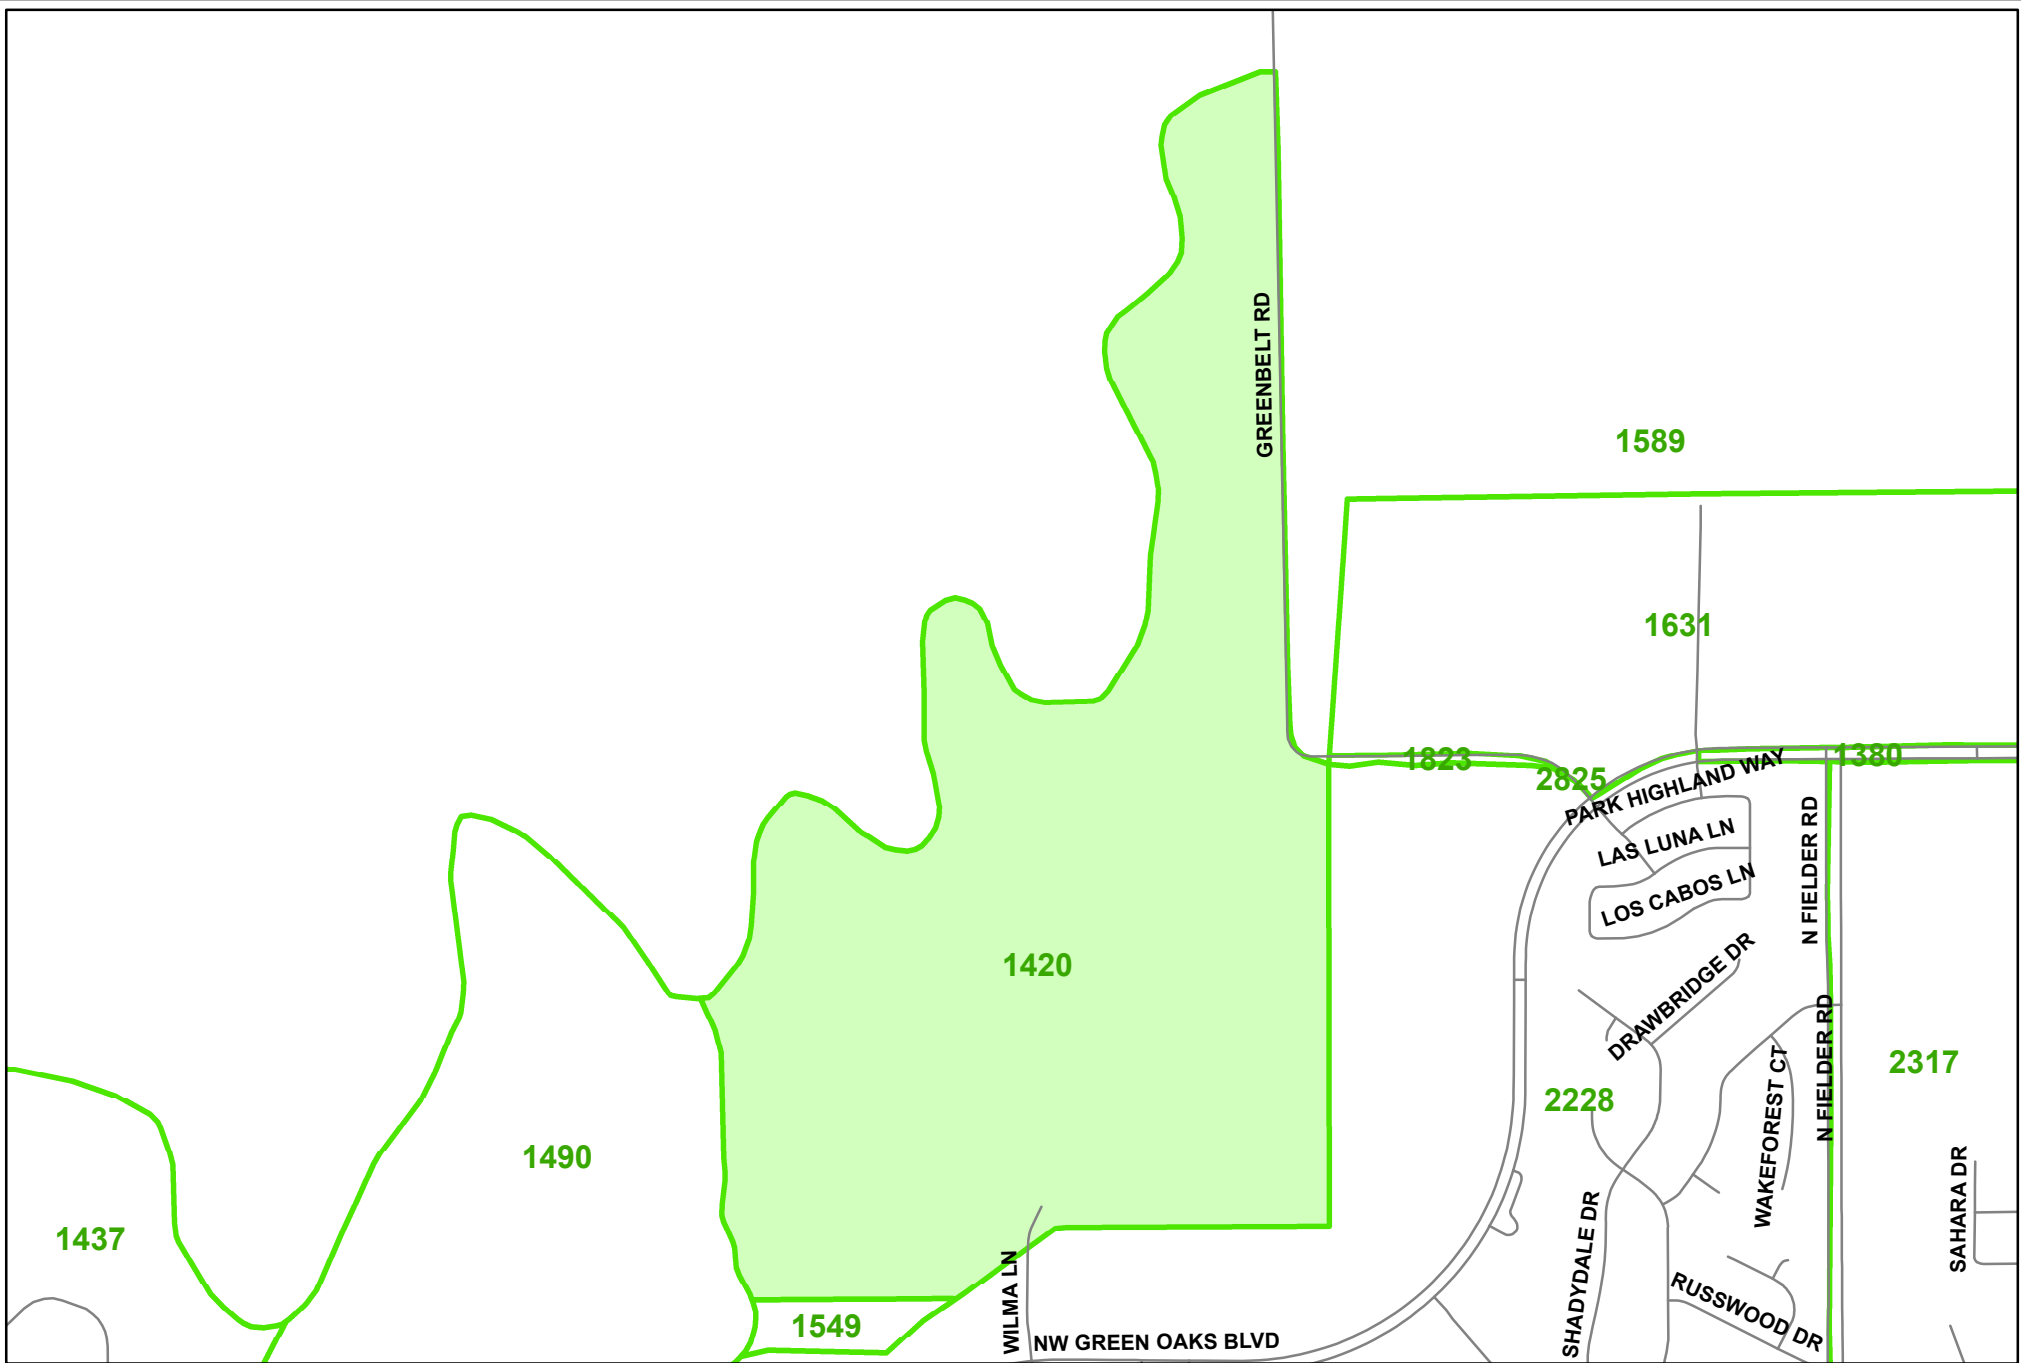 GREENBELT RD
1589
1631
1823
1380
2825
PARK HIGHLAND WAY
LAS LUNA LN
LOS CABOS LN
N FIELDER RD
DRAWBRIDGE DR
1420
N FIELDER RD
2317
2228
WAKEFOREST CT
1490
1437
SAHARA DR
SHADYDALE DR
RUSSWOOD DR
WILMA LN
1549
NW GREEN OAKS BLVD